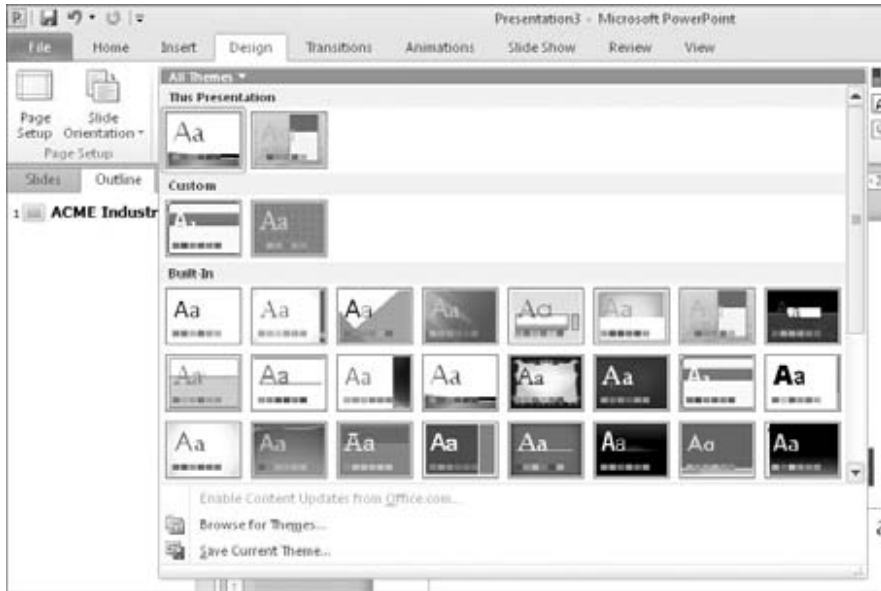 Presentation3 - Microsoft PowerPoint
File Home Insert Design Transitions Animations Slide Show Review View
All Themes
This Presentation
Page Setup
Slide Orientation
Page Setup
Aa
Slides Outline
Custom
1 ACME Industr
Aa
Built-In
Aa Aa Aa Aa Aa Aa Aa
Aa Aa Aa Aa Aa Aa Aa Aa
Aa Aa Aa Aa Aa Aa Aa Aa
Enable Content Updates from Office.com...
Browse for Themes...
Save Current Theme...